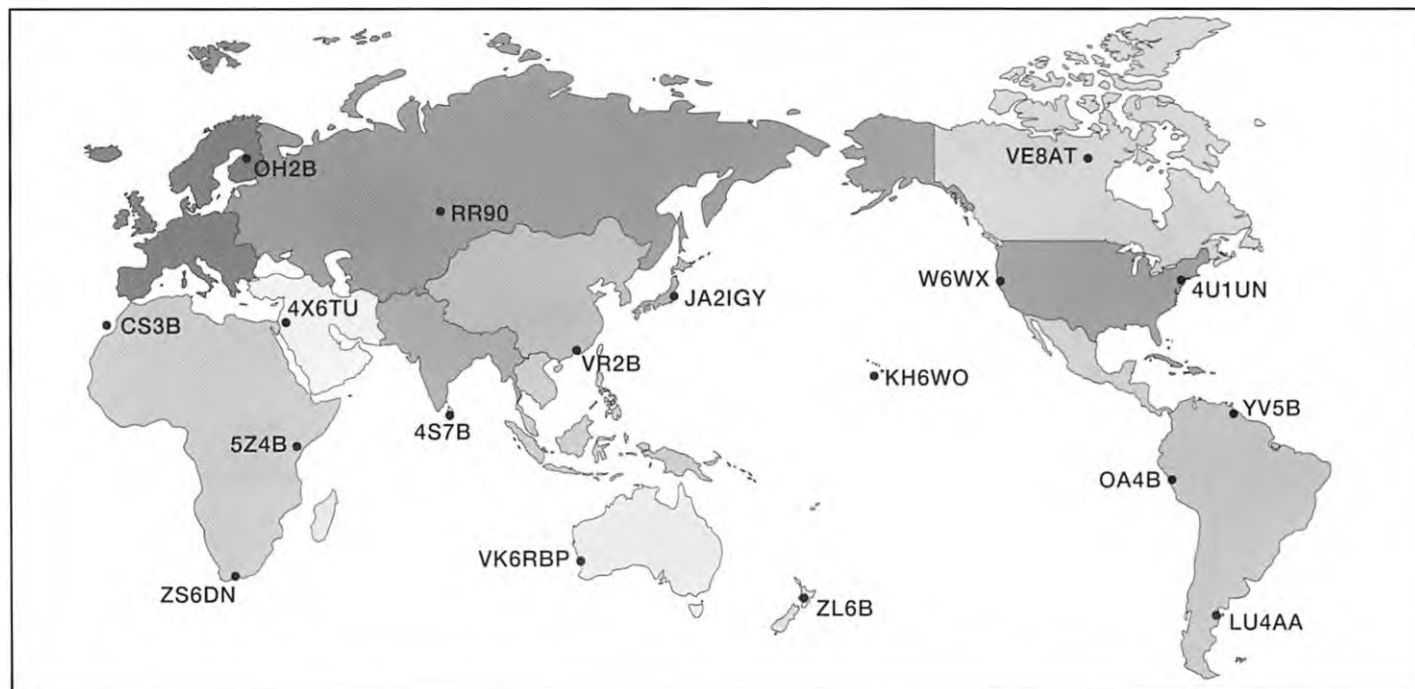 OH2B
VE8AT
RR90
W6WX
4U1UN
JA2IGY
4X6TU
CS3B
VR2B
KH6WO
4S7B
YV5B
5Z4B
OA4B
VK6RBP
ZS6DN
ZL6B
LU4AA